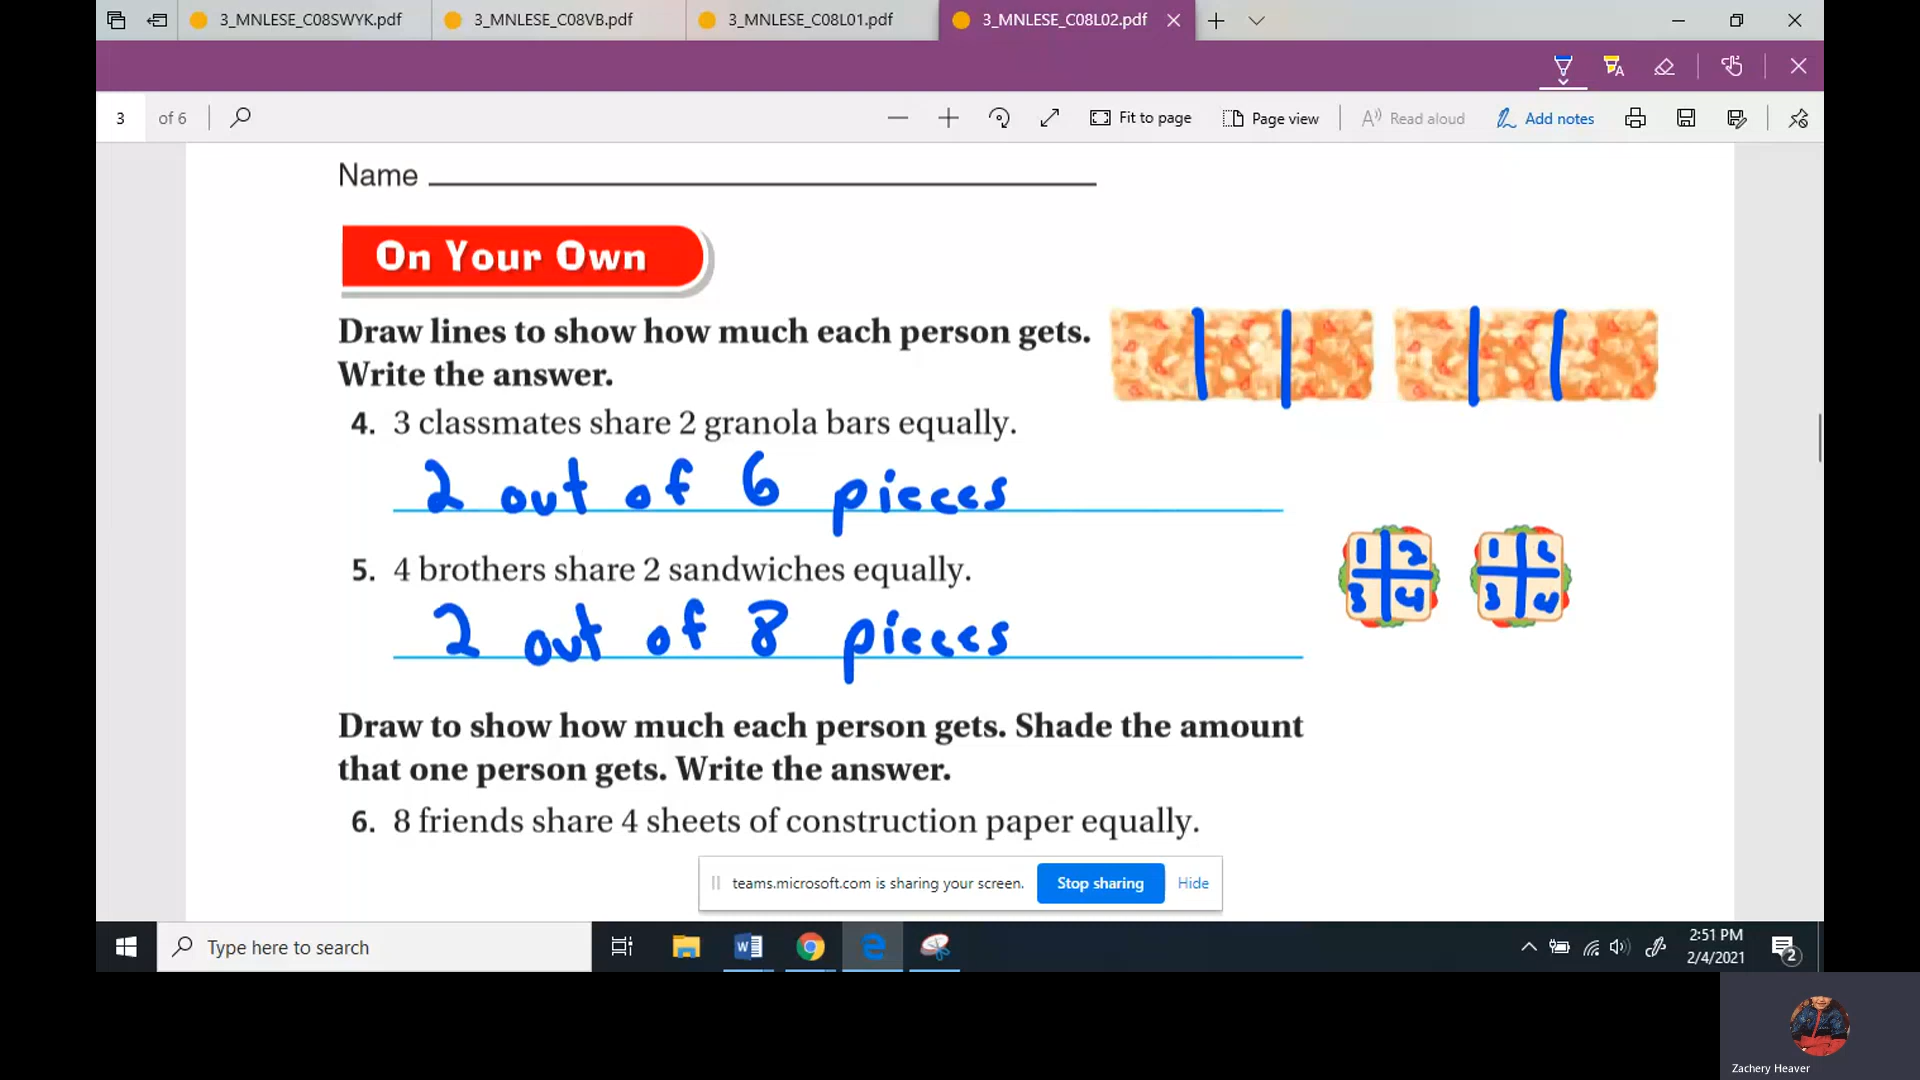 3_MNLESE_C08SWYK.pdf 3_MNLESE_C08VB.pdf 3_MNLESE_C08L01.pdf 3_MNLESE_C08L02.pdf
3 of 6 Fit to page Page view Read aloud Add notes
Name
On Your Own
Draw lines to show how much each person gets.
Write the answer.
4. 3 classmates share 2 granola bars equally.
2 out of 6 pieces
5. 4 brothers share 2 sandwiches equally.
1 2 1
3 4 3 4
2 out of 8 pieces
Draw to show how much each person gets. Shade the amount
that one person gets. Write the answer.
6. 8 friends share 4 sheets of construction paper equally.
teams.microsoft.com is sharing your screen. Stop sharing Hide
Type here to search
2:51 PM
2/4/2021
2
Zachery Heaver